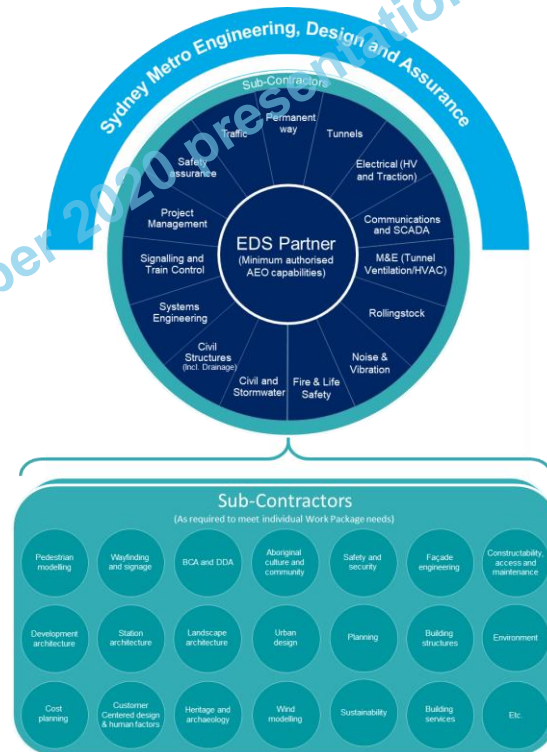 Sydney Metro Engineering, Design and Assurance
ber 2020 presentation
Sub-Contractors
Permanent
way
Tunnels
Electrical (HV
and Traction)
Communications
and SCADA
M&E (Tunnel
Ventilation/HVAC)
Rollingstock
Noise &
Vibration
Fire & Life
Safety
Civil and
Stormwater
Civil
Structures
(Incl. Drainage)
Systems
Engineering
Signalling and
Train Control
Project
Management
Safety
assurance
Traffic
EDS Partner
(Minimum authorised
AEO capabilities)
Sub-Contractors
(As required to meet individual Work Package needs)
Pedestrian
modelling
Wayfinding
and signage
BCA and DDA
Aboriginal
culture and
community
Safety and
security
Façade
engineering
Constructability,
access and
maintenance
Development
architecture
Station
architecture
Landscape
architecture
Urban
design
Planning
Building
structures
Environment
Cost
planning
Customer
Centered design
& human factors
Heritage and
archaeology
Wind
modelling
Sustainability
Building
services
Etc.